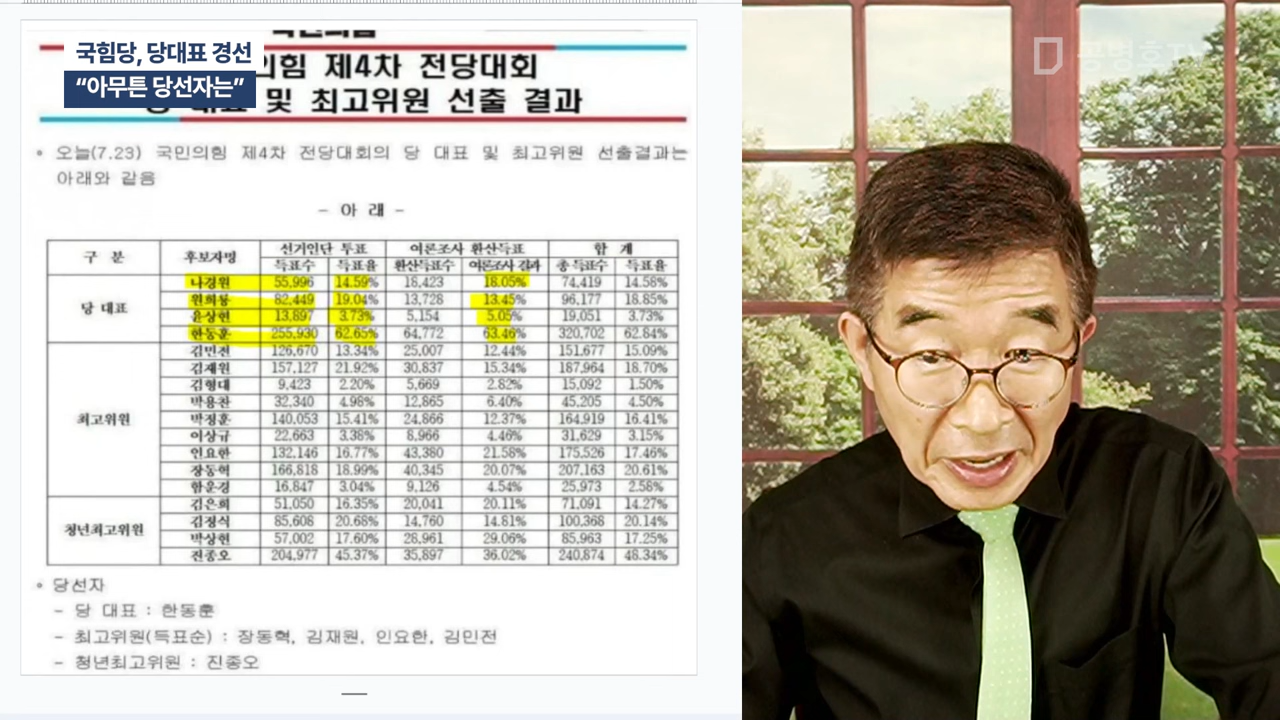 국힘당, 당대표 경선
“아무튼 당선자는”
의힘 제4차 전당대회
및 최고위원 선출 결과
◦ 오늘(7.23) 국민의힘 제4차 전당대회의 당 대표 및 최고위원 선출결과는
아래와 같음
- 아 래 -
구 분 후보자명 선거인단 투표 여론조사 환산득표 합 계
득표수 득표율 환산득표수 여론조사 결과 총 득표수 득표율
당 대표
나경원 55,996 14.59% 18,423 18.05% 74,419 14.58%
원희룡 82,449 19.04% 13,728 13.45% 96,177 18.85%
윤상현 13,897 3.73% 5,154 5.05% 19,051 3.73%
한동훈 255,930 62.65% 64,772 63.46% 320,702 62.84%
최고위원
김민전 126,670 13.34% 25,007 12.44% 151,677 15.09%
김재원 157,127 21.92% 30,837 15.34% 187,964 18.70%
김형대 9,423 2.20% 5,669 2.82% 15,092 1.50%
박용찬 32,340 4.98% 12,865 6.40% 45,205 4.50%
박정훈 140,053 15.41% 24,866 12.37% 164,919 16.41%
이상규 22,663 3.38% 8,966 4.46% 31,629 3.15%
인요한 132,146 16.77% 43,380 21.58% 175,526 17.46%
장동혁 166,818 18.99% 40,345 20.07% 207,163 20.61%
함운경 16,847 3.04% 9,126 4.54% 25,973 2.58%
청년최고위원
김은희 51,050 16.35% 20,041 20.11% 71,091 14.27%
김정식 85,608 20.68% 14,760 14.81% 100,368 20.14%
박상현 57,002 17.60% 28,961 29.06% 85,963 17.25%
진종오 204,977 45.37% 35,897 36.02% 240,874 48.34%
◦ 당선자
- 당 대표 : 한동훈
- 최고위원(득표순) : 장동혁, 김재원, 인요한, 김민전
- 청년최고위원 : 진종오
공병호TV